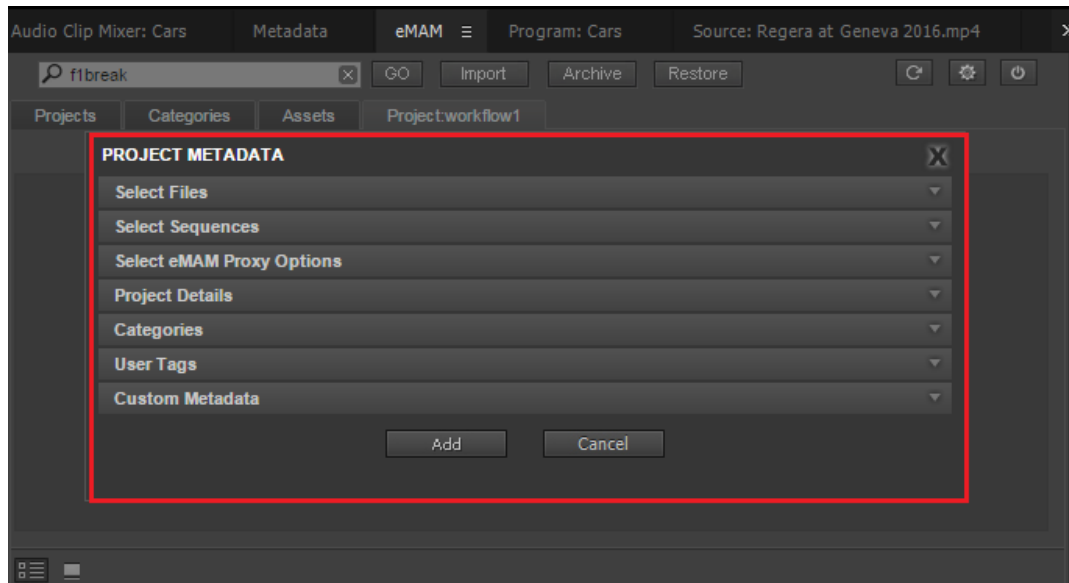 Audio Clip Mixer: Cars Metadata eMAM Program: Cars Source: Regera at Geneva 2016.mp4
f1break GO Import Archive Restore
Projects Categories Assets Project:workflow1
PROJECT METADATA X
Select Files
Select Sequences
Select eMAM Proxy Options
Project Details
Categories
User Tags
Custom Metadata
Add Cancel